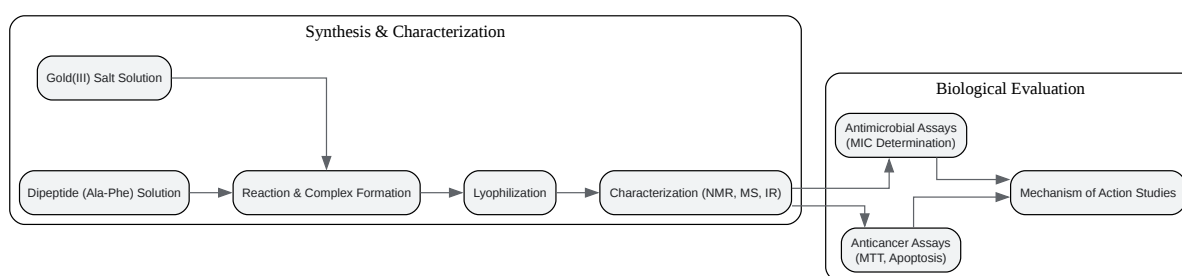 Synthesis & Characterization
Gold(III) Salt Solution
Dipeptide (Ala-Phe) Solution
Reaction & Complex Formation
Lyophilization
Characterization (NMR, MS, IR)
Biological Evaluation
Antimicrobial Assays
(MIC Determination)
Mechanism of Action Studies
Anticancer Assays
(MTT, Apoptosis)